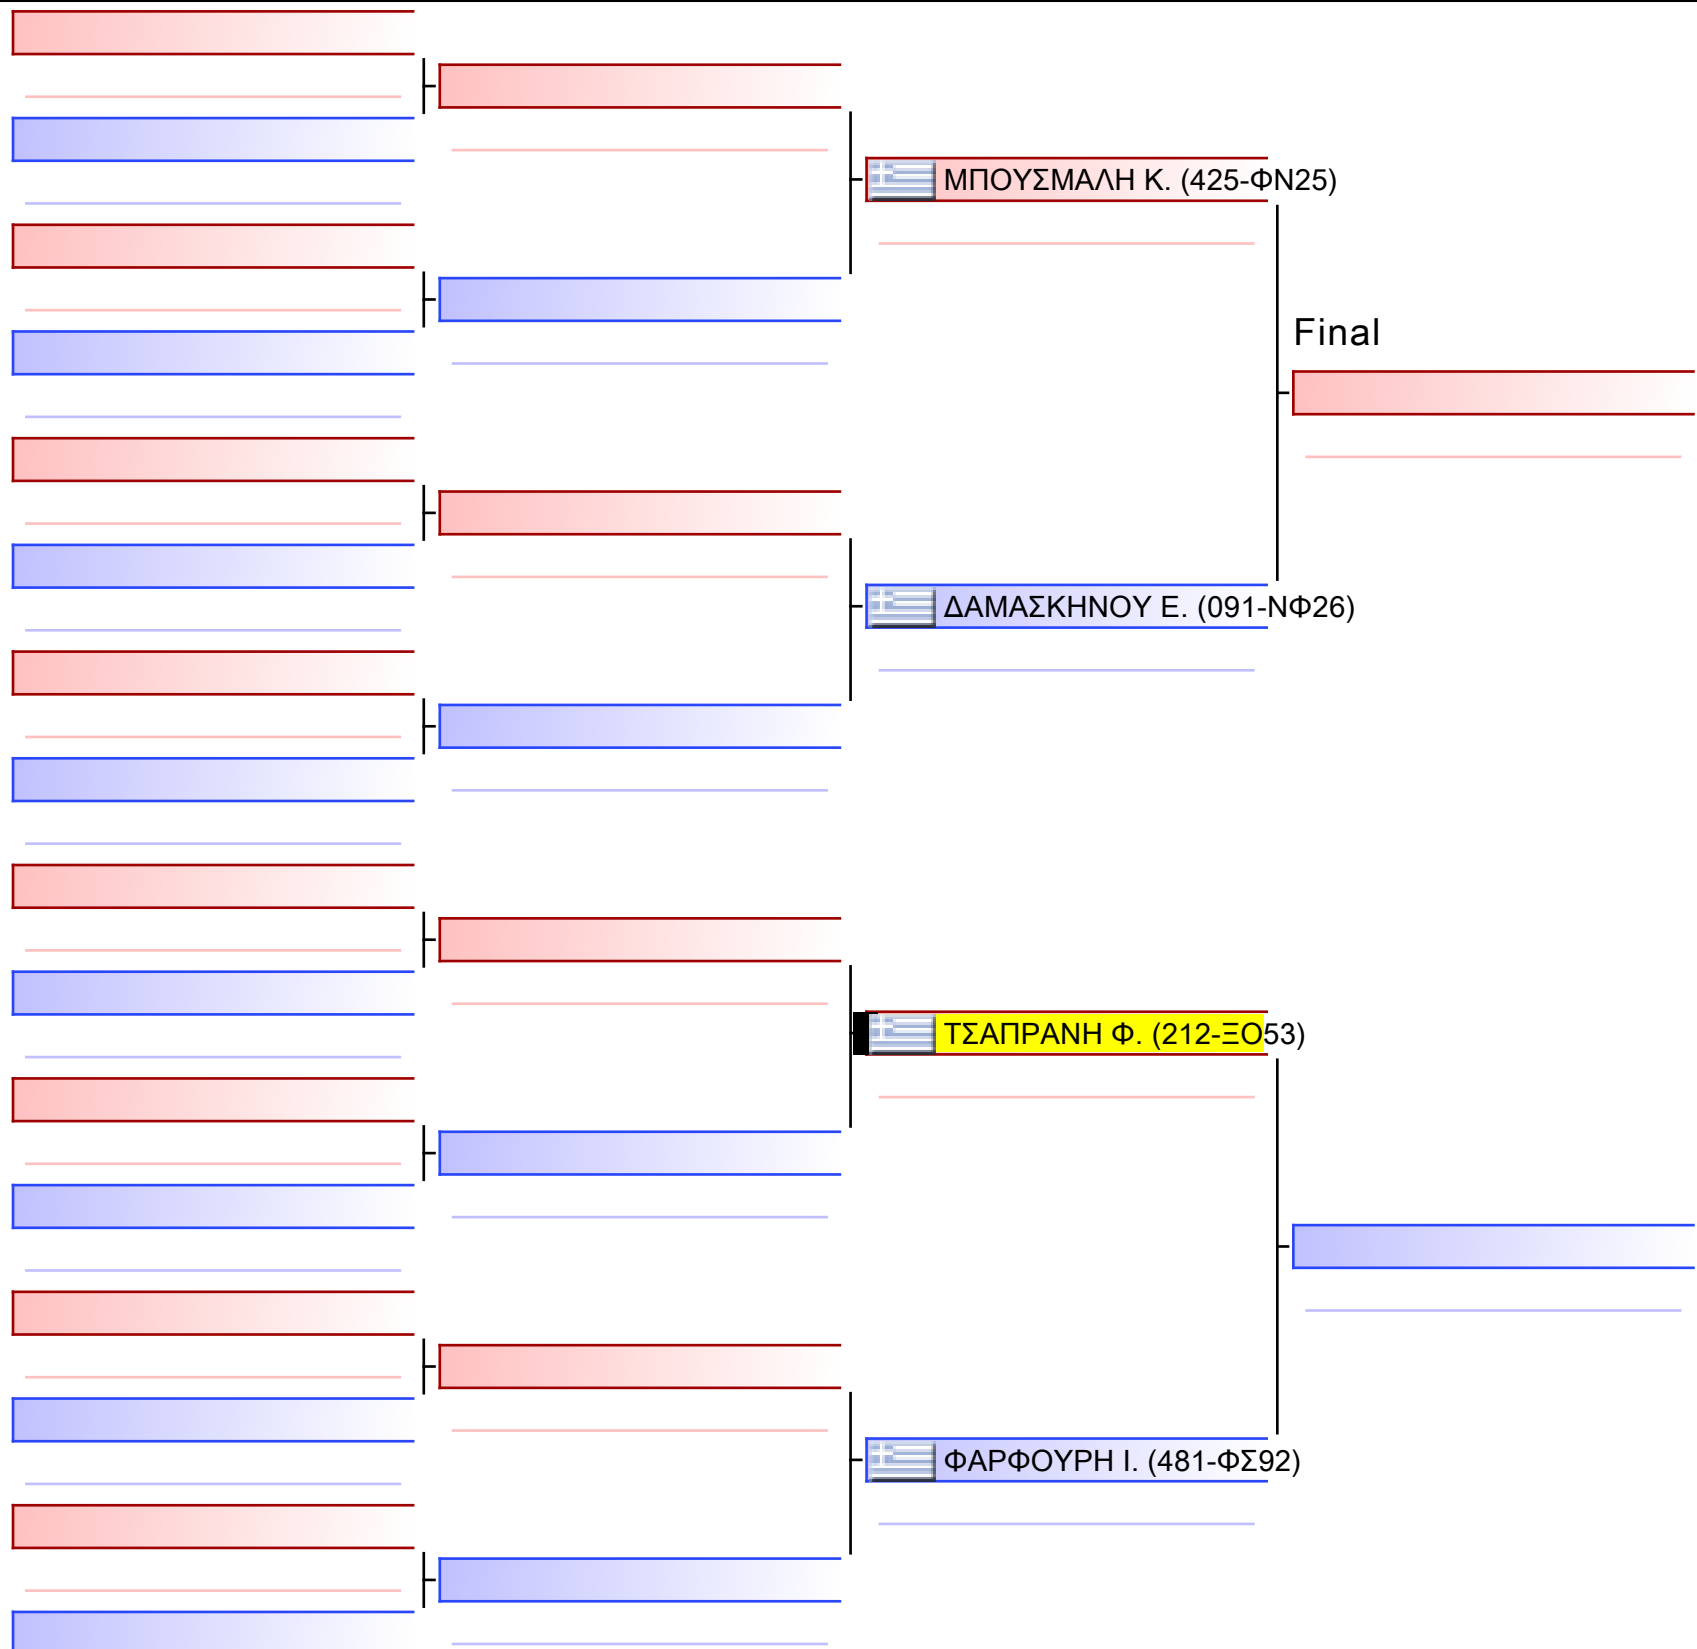 ΜΠΟΥΣΜΑΛΗ Κ. (425-ΦΝ25)
Final
ΔΑΜΑΣΚΗΝΟΥ Ε. (091-ΝΦ26)
ΤΣΑΠΡΑΝΗ Φ. (212-ΞΟ53)
ΦΑΡΦΟΥΡΗ Ι. (481-ΦΣ92)